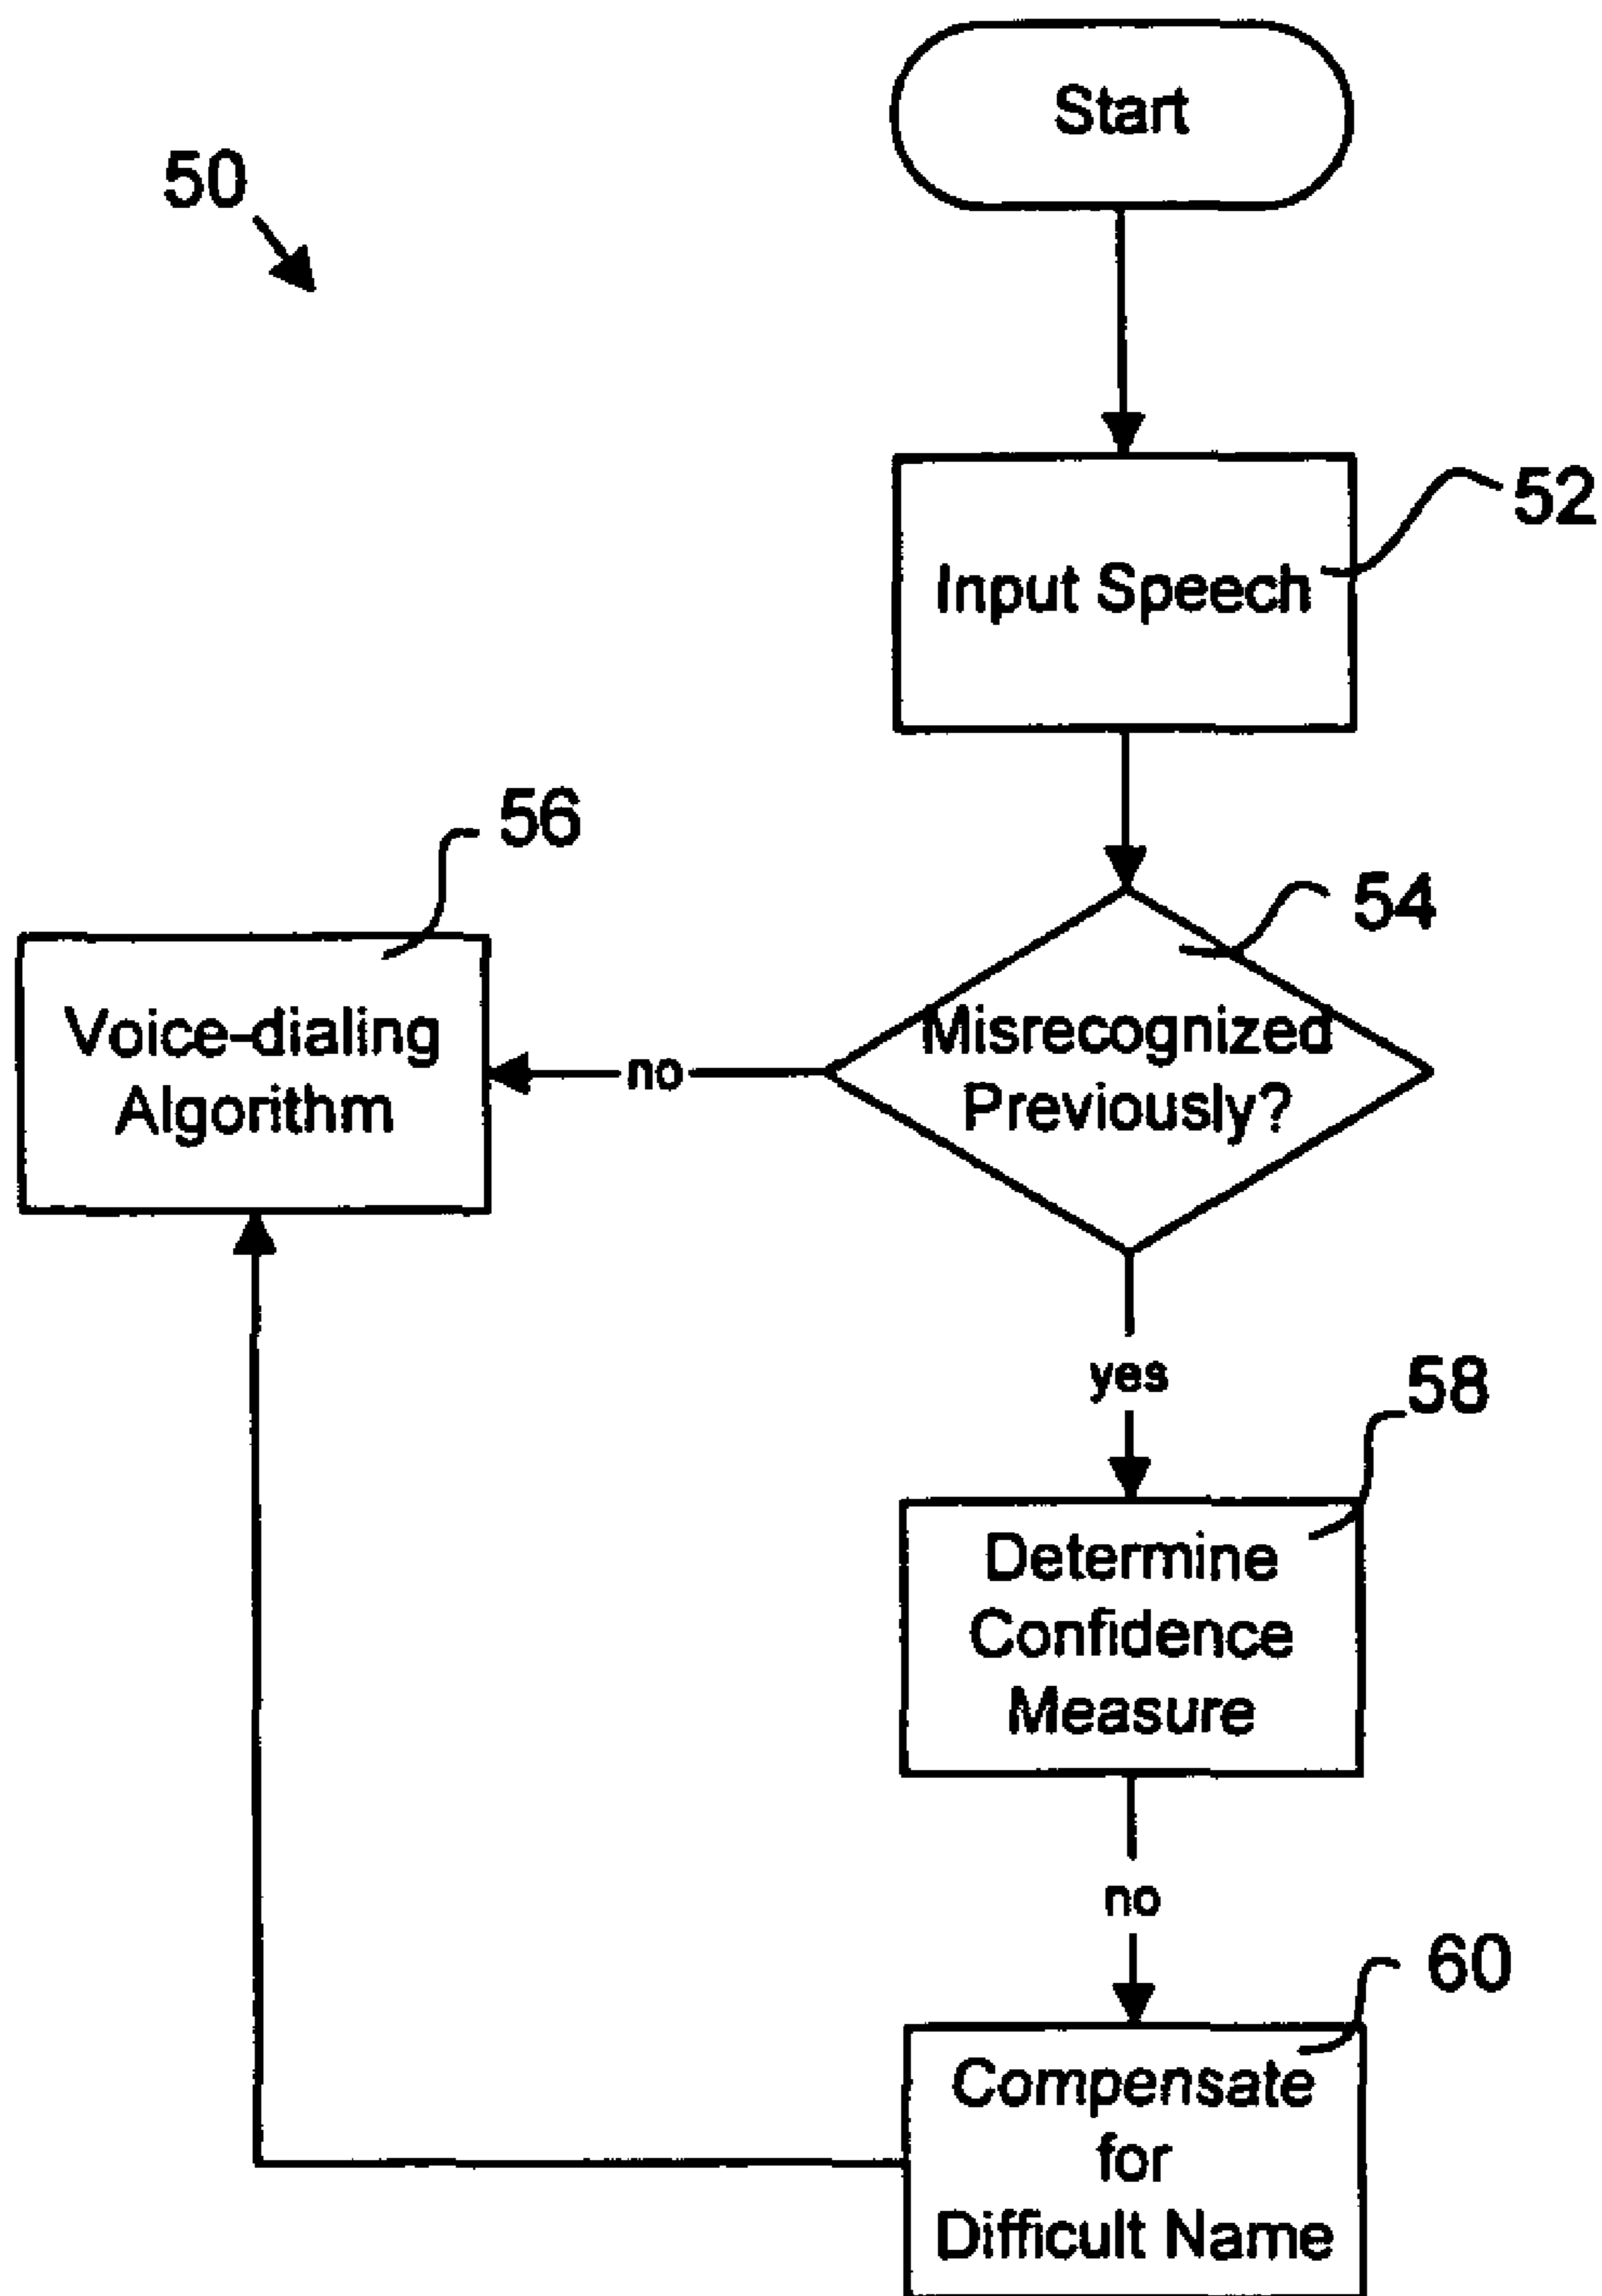 Start
50
52
Input Speech
56
54
Voice-dialing
Algorithm
no
Misrecognized
Previously?
yes
58
Determine
Confidence
Measure
no
60
Compensate
for
Difficult Name